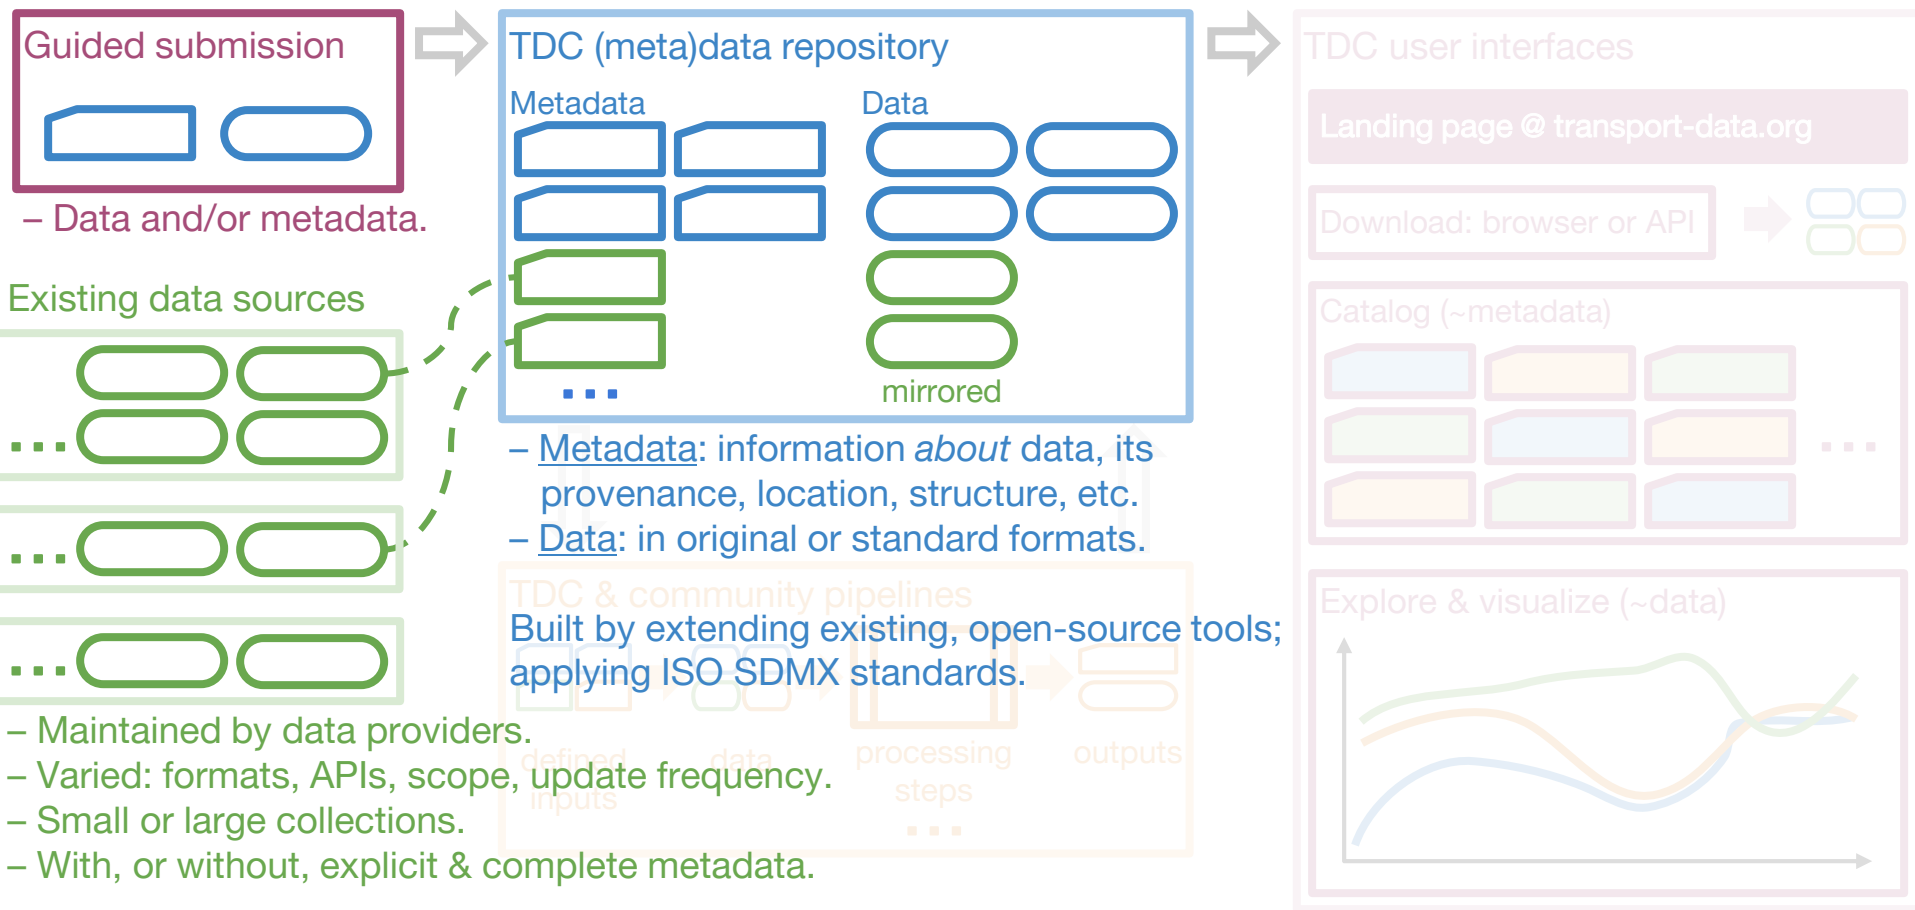 Guided submission
– Data and/or metadata.
Existing data sources
– Maintained by data providers.
– Varied: formats, APIs, scope, update frequency.
– Small or large collections.
– With, or without, explicit & complete metadata.
TDC (meta)data repository
Metadata
Data
mirrored
– Metadata: information about data, its
provenance, location, structure, etc.
– Data: in original or standard formats.
TDC & community pipelines
Built by extending existing, open-source tools;
applying ISO SDMX standards.
defined
inputs
data
processing
steps
outputs
TDC user interfaces
Landing page @ transport-data.org
Download: browser or API
Catalog (~metadata)
Explore & visualize (~data)